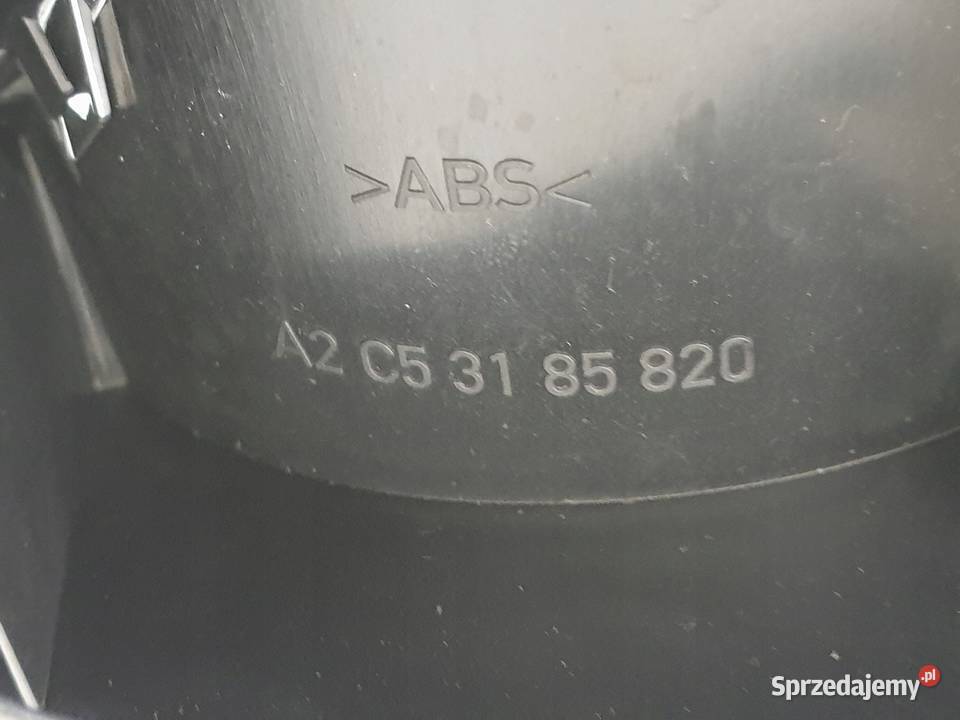 >ABS<
A2 C5 31 85 820
Sprzedajemy.pl